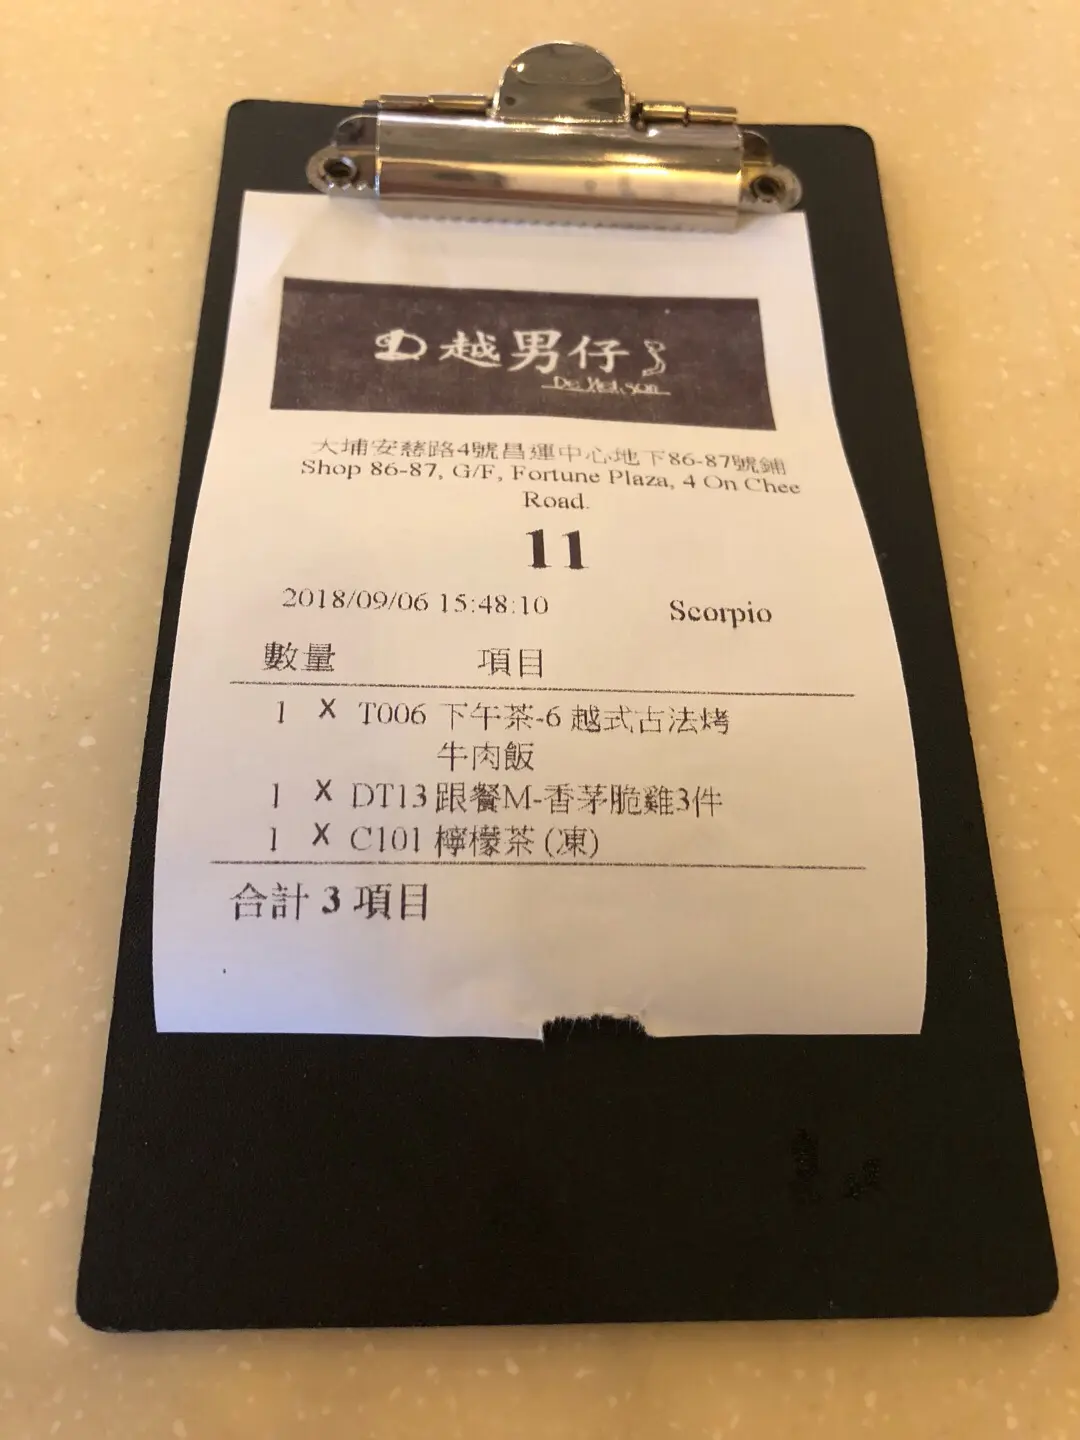 越男仔
大埔安慈路4號昌運中心地下86-87號鋪
Shop 86-87, G/F, Fortune Plaza, 4 On Chee
Road.
11
2018/09/06 15:48:10 Scorpio
數量 項目
1 X T006 下午茶-6 越式古法烤
牛肉飯
1 X DT13 跟餐M-香茅脆雞3件
1 X C101 檸檬茶 (凍)
合計 3 項目